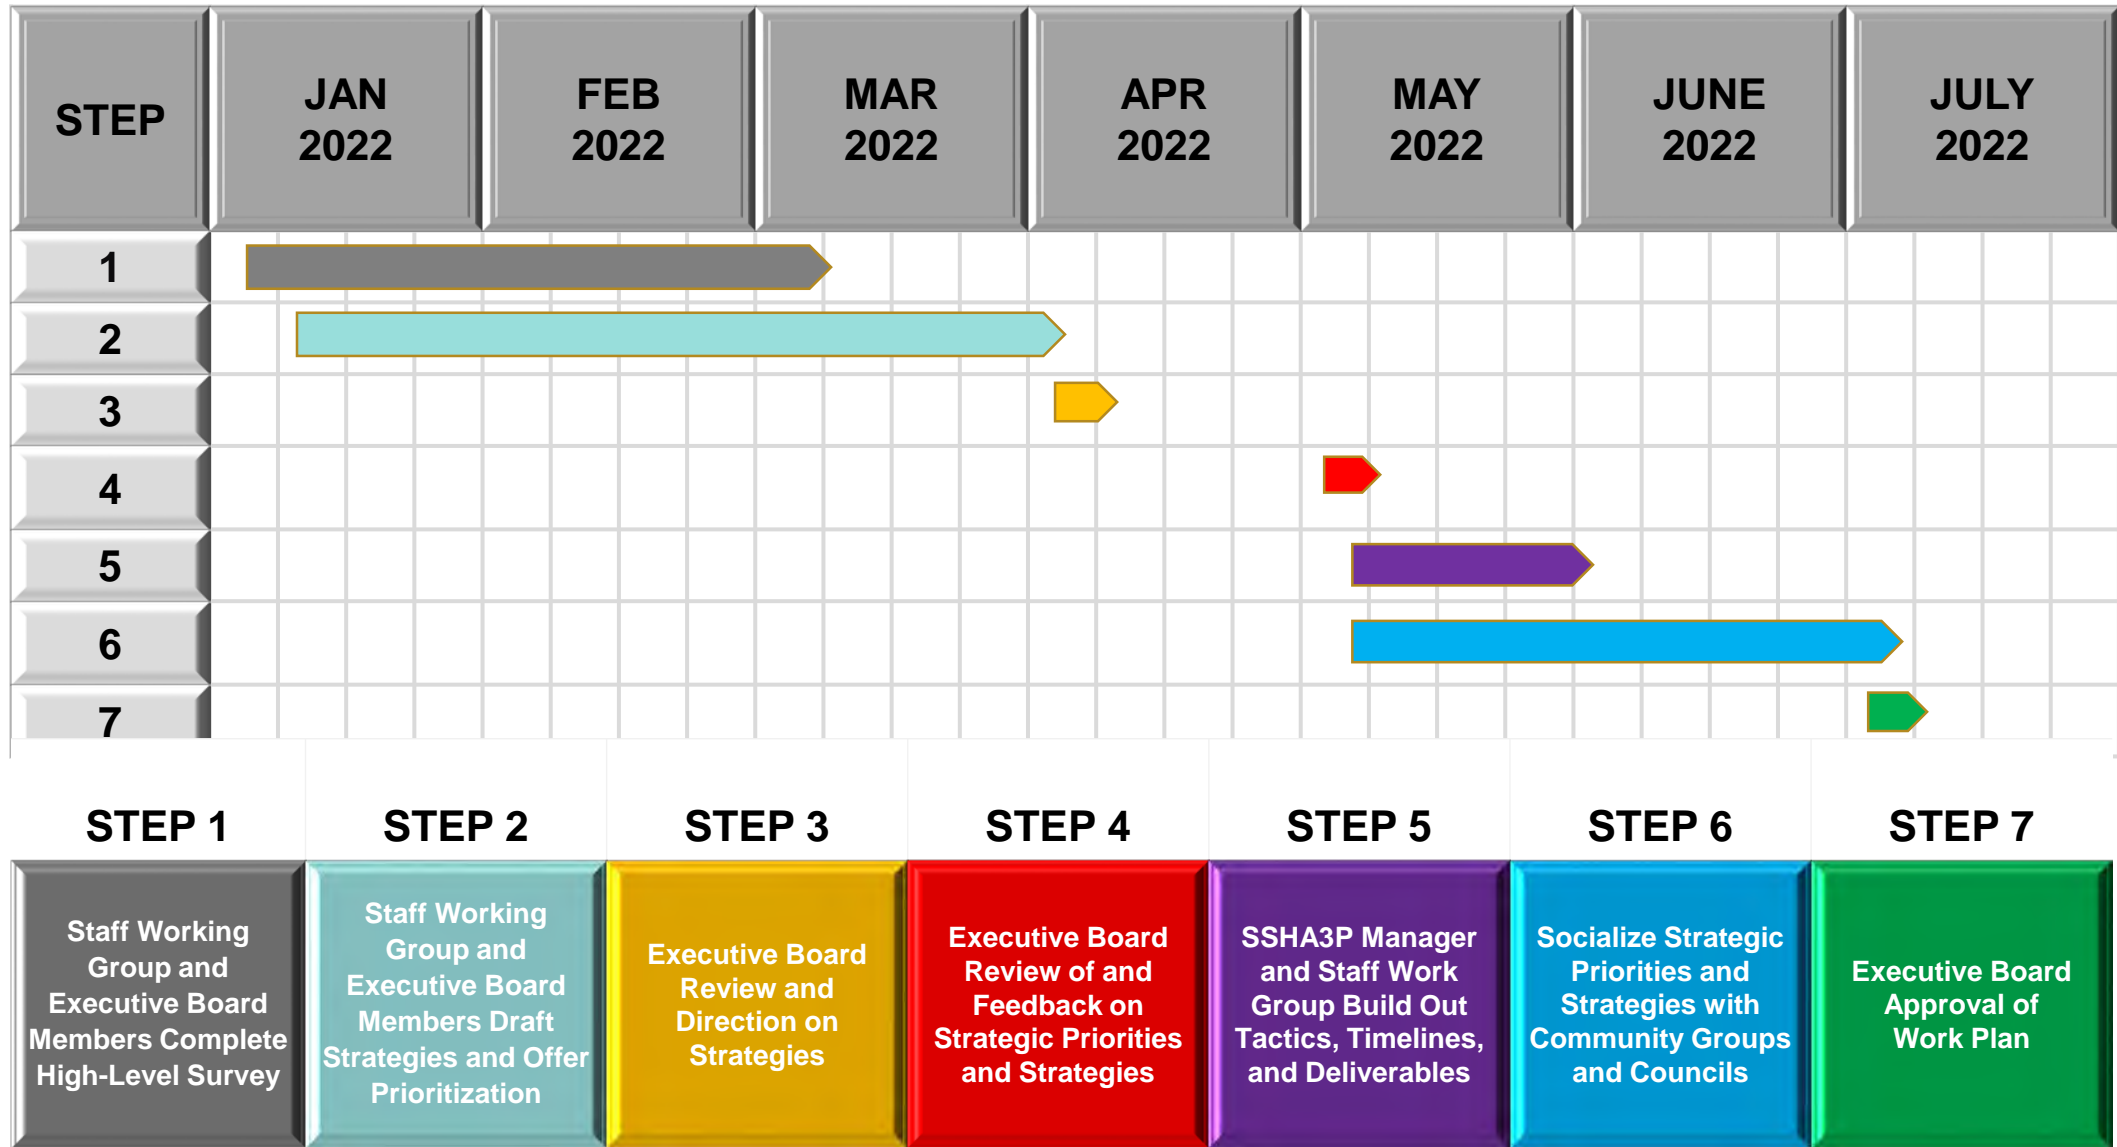 STEP
JAN
2022
FEB
2022
MAR
2022
APR
2022
MAY
2022
JUNE
2022
JULY
2022
1
2
3
4
5
6
7
STEP 1
STEP 2
STEP 3
STEP 4
STEP 5
STEP 6
STEP 7
Staff Working
Group and
Executive Board
Members Complete
High-Level Survey
Staff Working
Group and
Executive Board
Members Draft
Strategies and Offer
Prioritization
Executive Board
Review and
Direction on
Strategies
Executive Board
Review of and
Feedback on
Strategic Priorities
and Strategies
SSHA3P Manager
and Staff Work
Group Build Out
Tactics, Timelines,
and Deliverables
Socialize Strategic
Priorities and
Strategies with
Community Groups
and Councils
Executive Board
Approval of
Work Plan